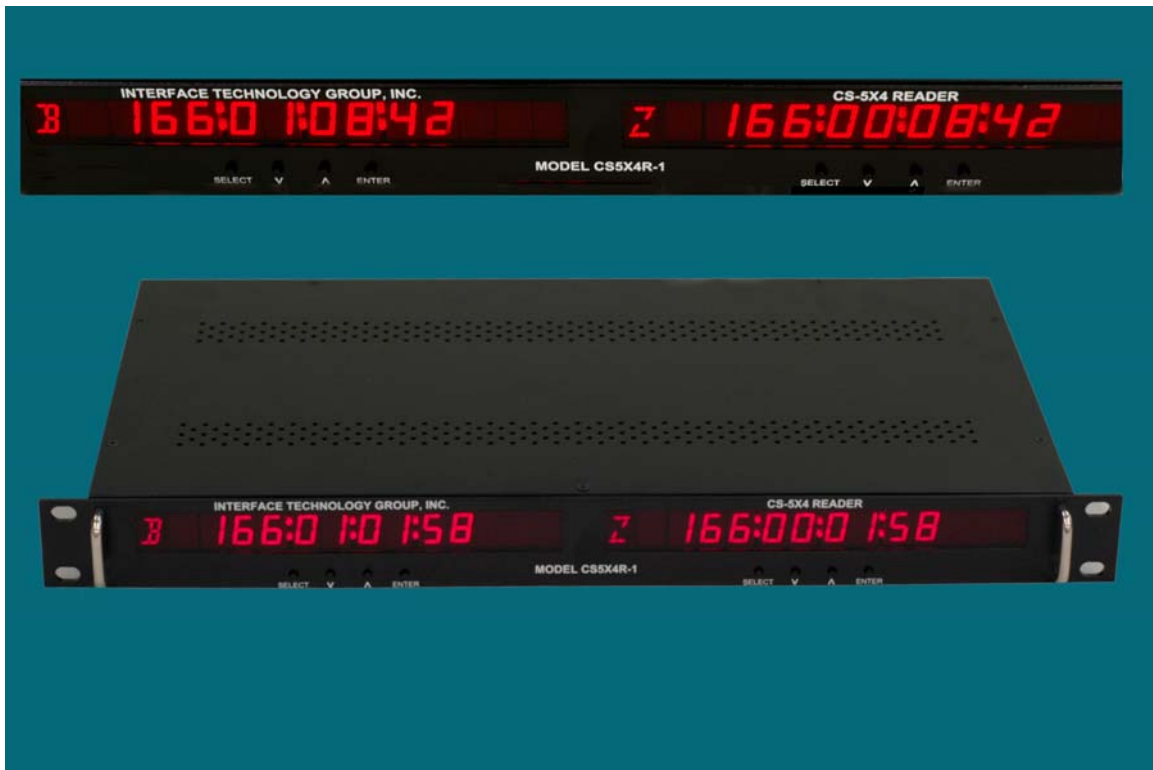 INTERFACE TECHNOLOGY GROUP, INC. CS-5X4 READER
B 166:01:08:42 Z 166:00:08:42
SELECT V Λ ENTER MODEL CS5X4R-1 SELECT V Λ ENTER
INTERFACE TECHNOLOGY GROUP, INC. CS-5X4 READER
B 166:01:01:58 Z 166:00:01:58
SELECT V Λ ENTER MODEL CS5X4R-1 SELECT V Λ ENTER